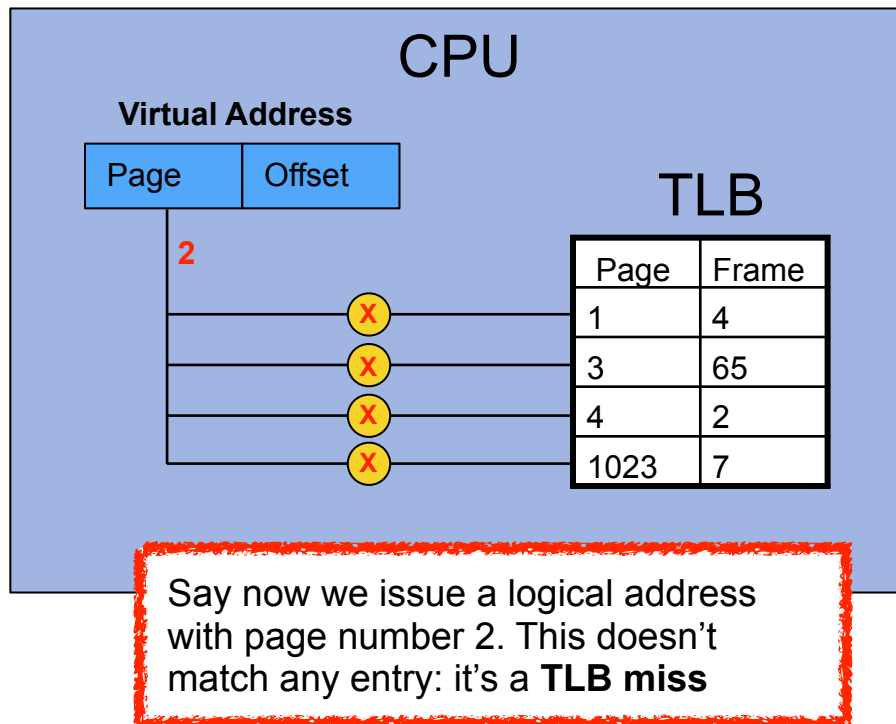 CPU
Virtual Address
Page Offset
TLB
2
Page Frame
X
1 4
X
3 65
X
4 2
X
1023 7
Say now we issue a logical address
with page number 2. This doesn’t
match any entry: it’s a TLB miss